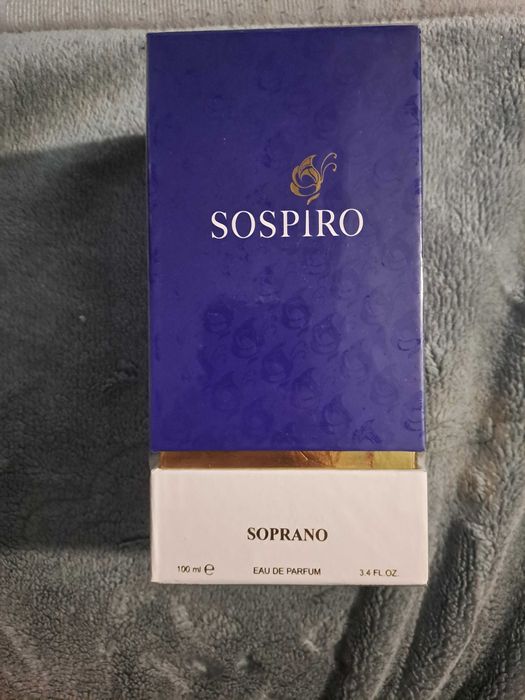 SOSPIRO
SOPRANO
100 ml ℮ EAU DE PARFUM 3.4 FL.OZ.